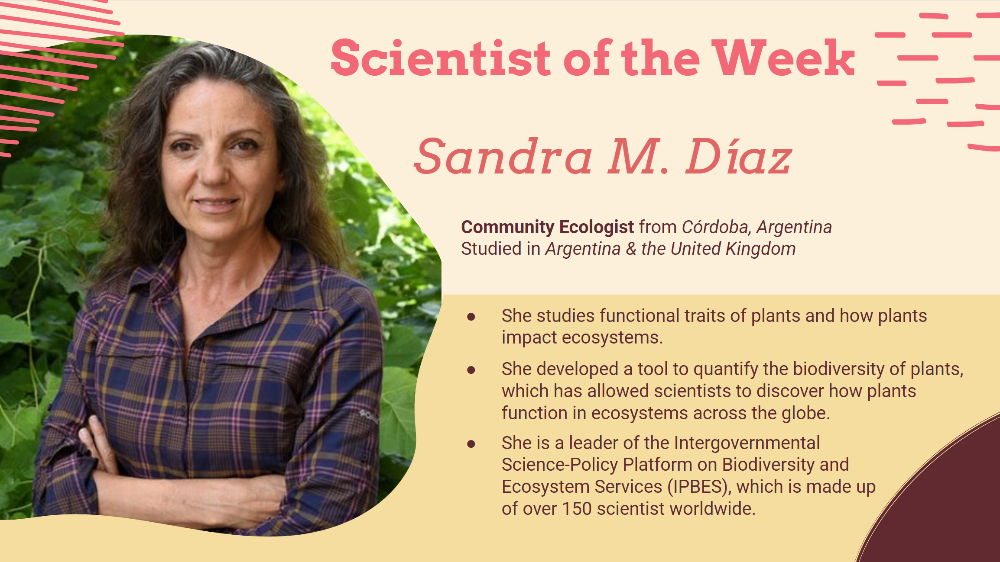 Scientist of the Week
Sandra M. Díaz
Community Ecologist from Córdoba, Argentina
Studied in Argentina & the United Kingdom
● She studies functional traits of plants and how plants
impact ecosystems.
● She developed a tool to quantify the biodiversity of plants,
which has allowed scientists to discover how plants
function in ecosystems across the globe.
● She is a leader of the Intergovernmental
Science-Policy Platform on Biodiversity and
Ecosystem Services (IPBES), which is made up
of over 150 scientist worldwide.